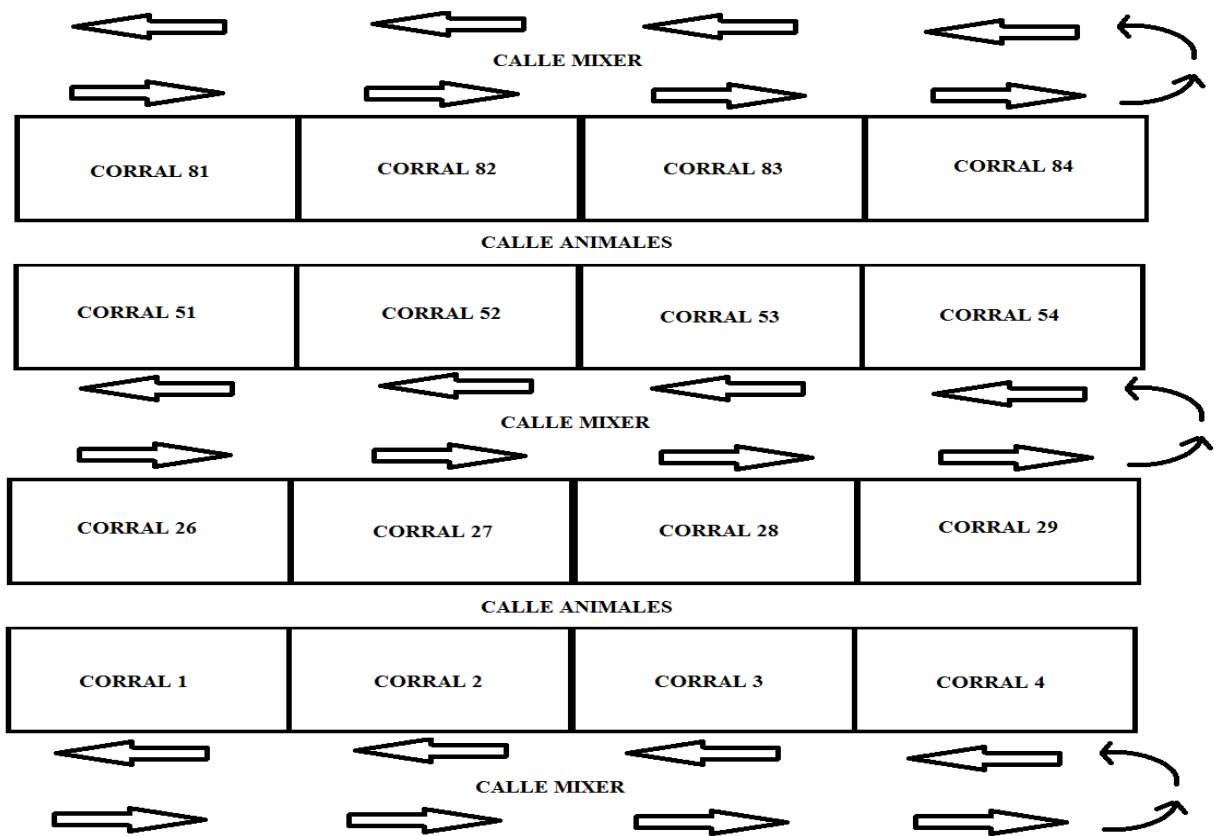 CALLE MIXER
CORRAL 81
CORRAL 82
CORRAL 83
CORRAL 84
CALLE ANIMALES
CORRAL 51
CORRAL 52
CORRAL 53
CORRAL 54
CALLE MIXER
CORRAL 26
CORRAL 27
CORRAL 28
CORRAL 29
CALLE ANIMALES
CORRAL 1
CORRAL 2
CORRAL 3
CORRAL 4
CALLE MIXER